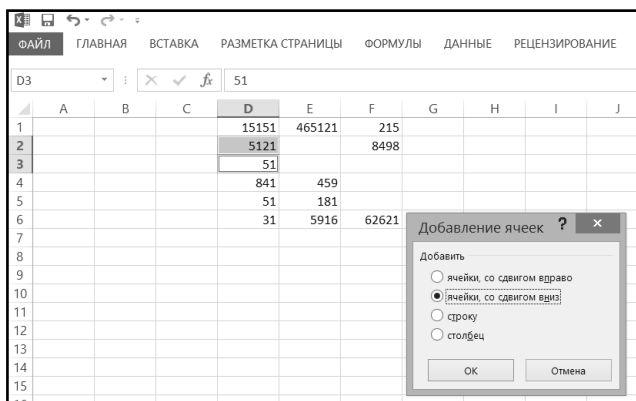 ФАЙЛ ГЛАВНАЯ ВСТАВКА РАЗМЕТКА СТРАНИЦЫ ФОРМУЛЫ ДАННЫЕ РЕЦЕНЗИРОВАНИЕ
D3 fx 51
A B C D E F G H I J
1 15151 465121 215
2 5121 8498
3 51
4 841 459
5 51 181
6 31 5916 62621
7
8
9
10
11
12
13
14
15
Добавление ячеек ? ×
Добавить
ячейки, со сдвигом вправо
ячейки, со сдвигом вниз
строку
столбец
ОК Отмена